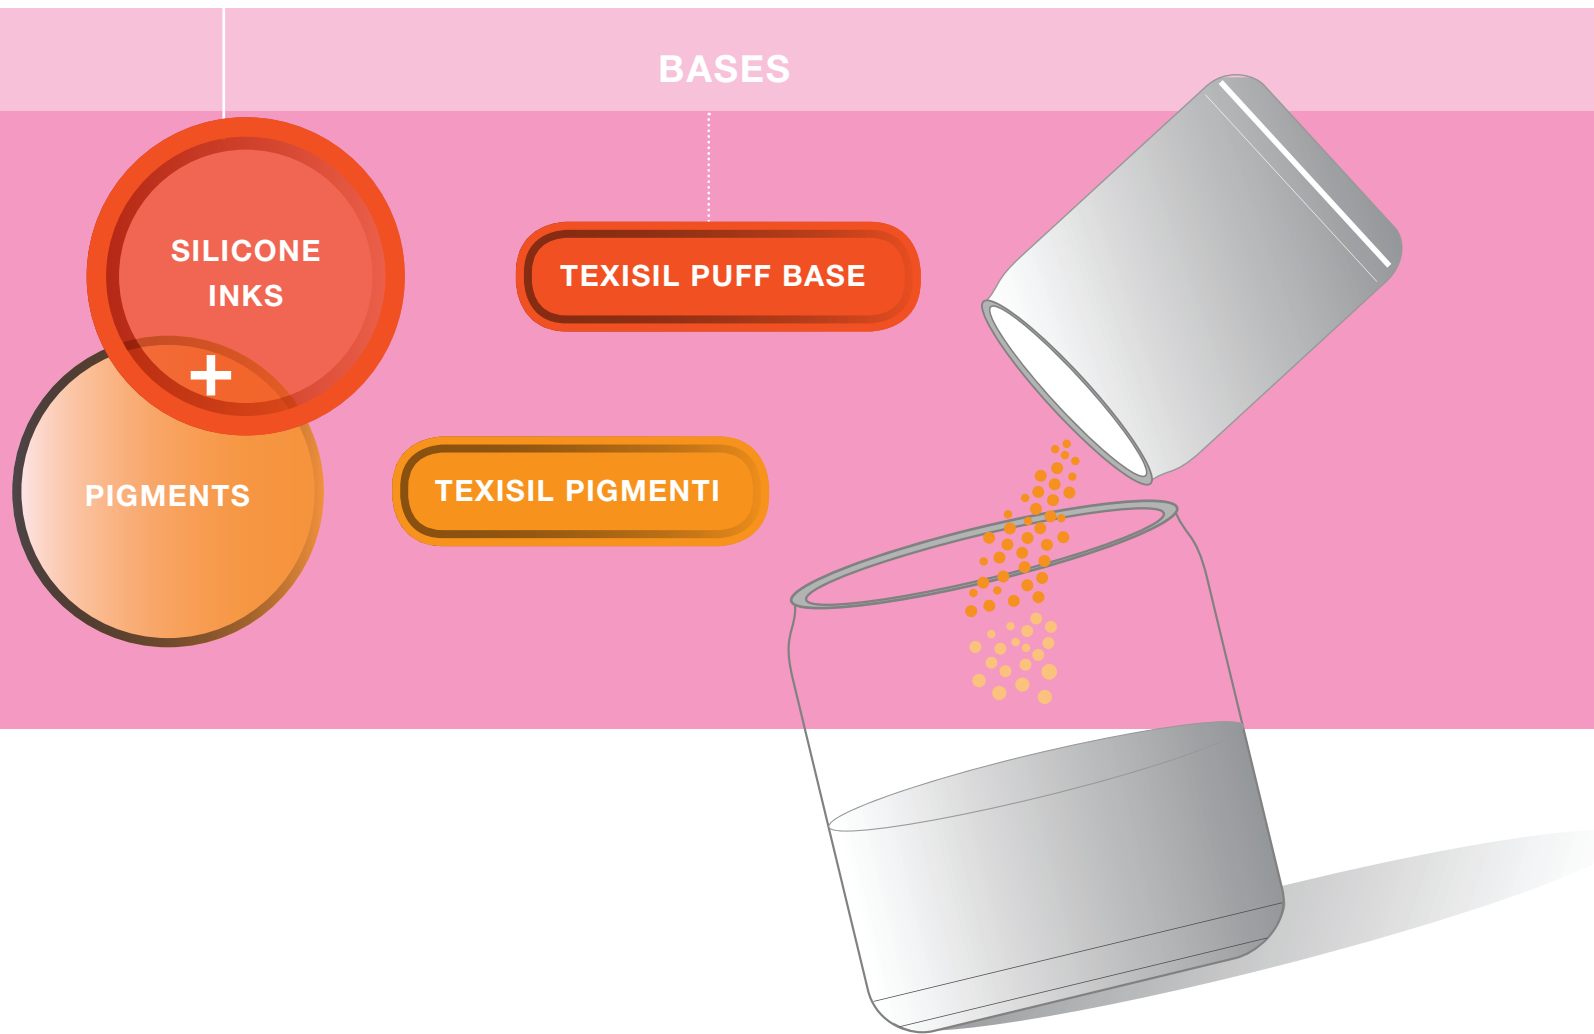 BASES
SILICONE
INKS
+
TEXISIL PUFF BASE
PIGMENTS
TEXISIL PIGMENTI